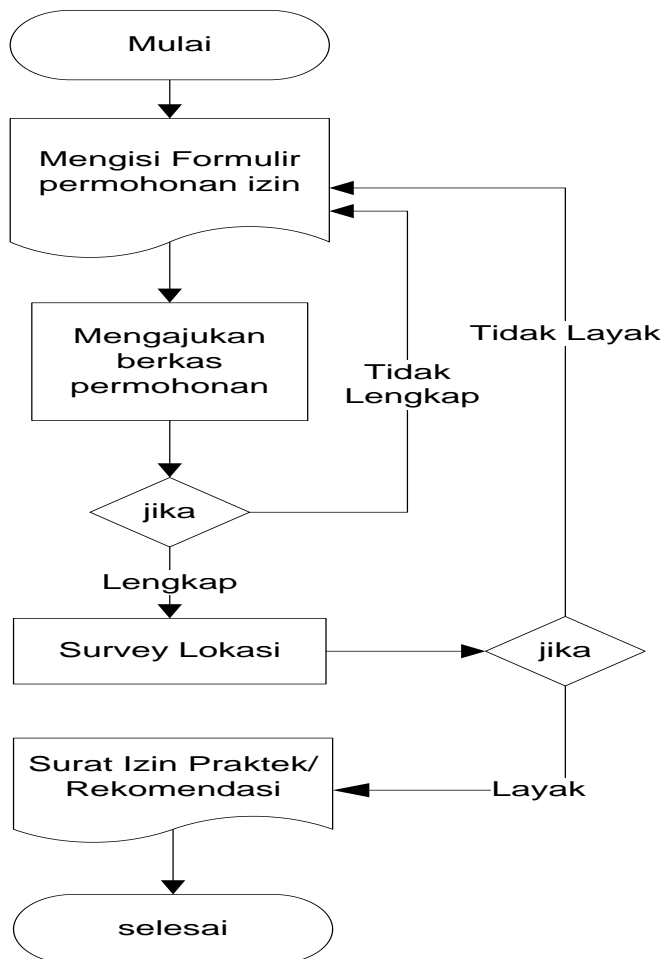 Mulai
Mengisi Formulir
permohonan izin
Mengajukan
berkas
permohonan
Tidak Layak
Tidak
Lengkap
jika
Lengkap
Survey Lokasi
jika
Surat Izin Praktek/
Rekomendasi
Layak
selesai